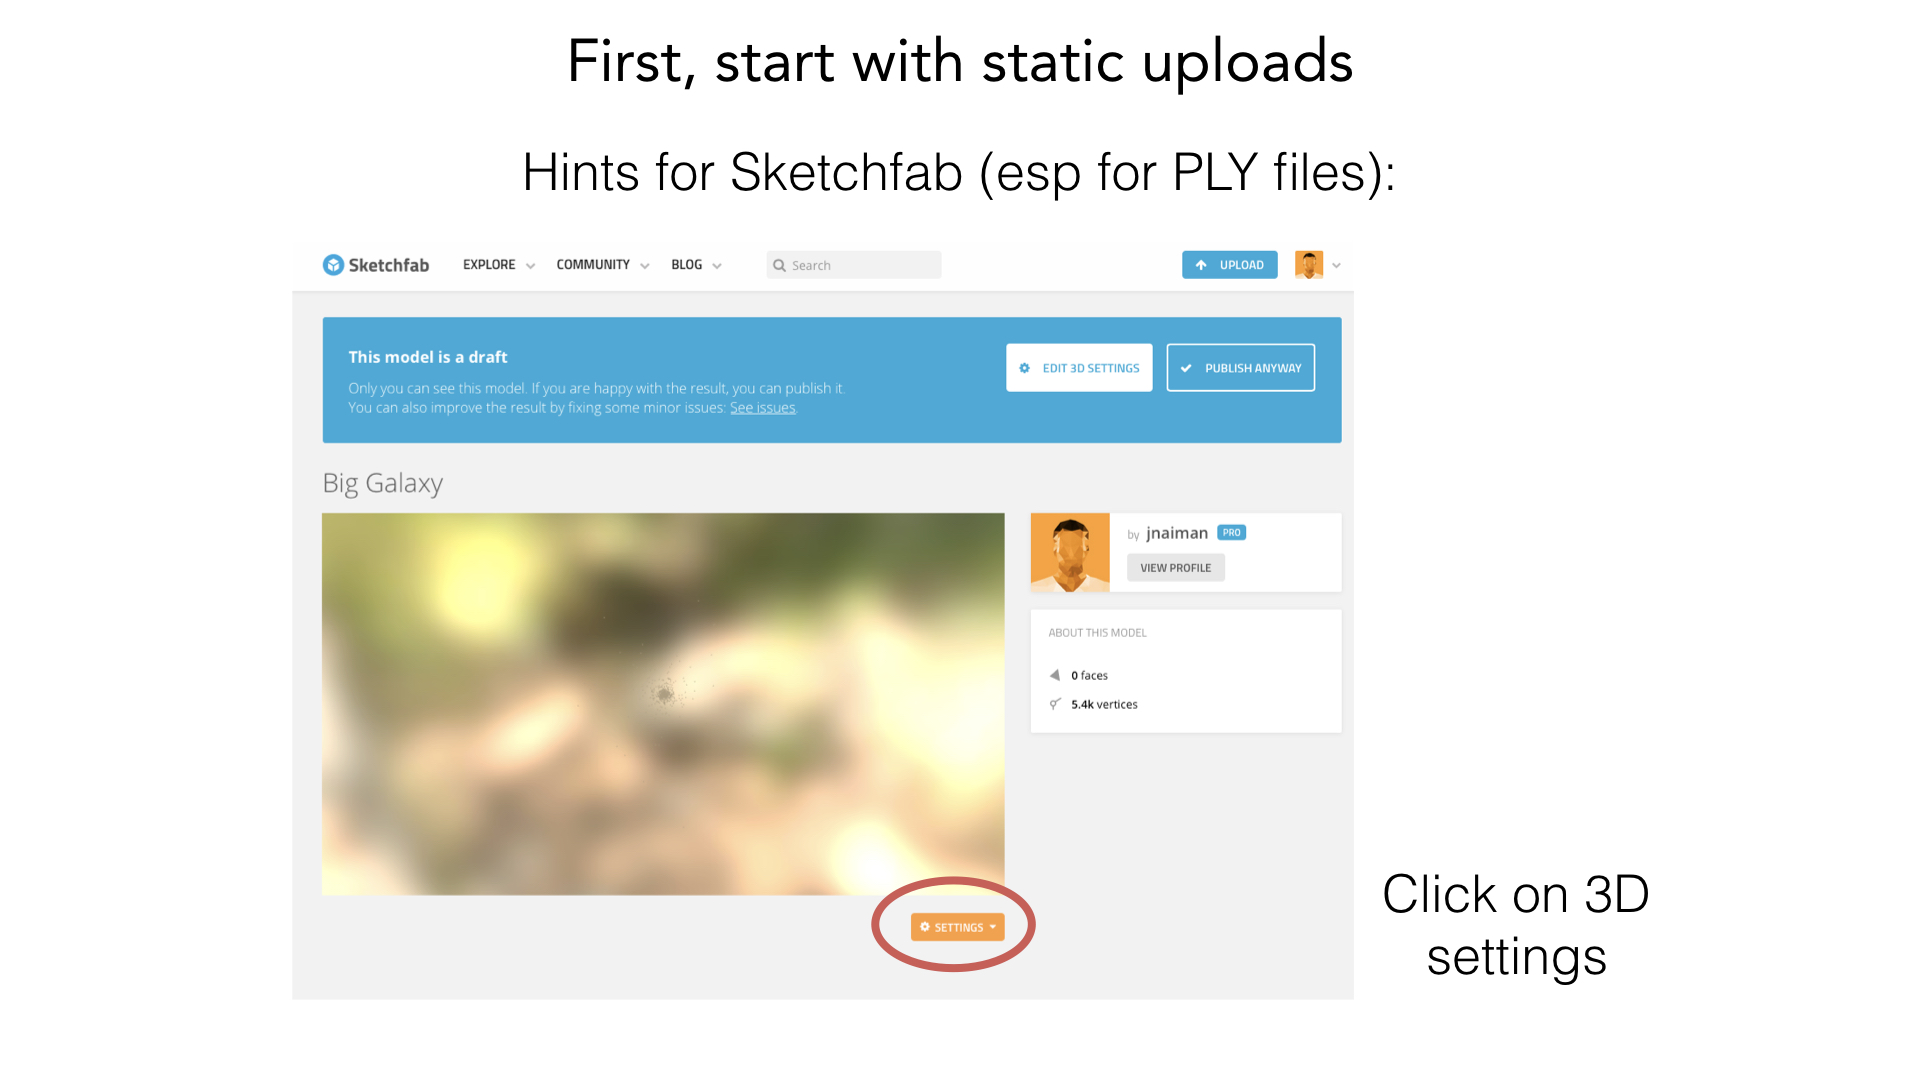 First, start with static uploads
Hints for Sketchfab (esp for PLY files):
Sketchfab EXPLORE COMMUNITY BLOG Search UPLOAD
This model is a draft
Only you can see this model. If you are happy with the result, you can publish it.
You can also improve the result by fixing some minor issues: See issues.
EDIT 3D SETTINGS PUBLISH ANYWAY
Big Galaxy
by jnaiman PRO
VIEW PROFILE
ABOUT THIS MODEL
0 faces
5.4k vertices
SETTINGS
Click on 3D
settings